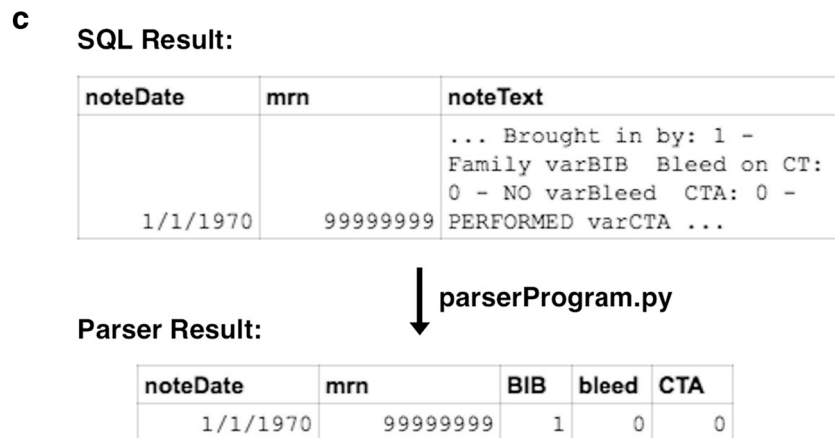 c
SQL Result:
noteDate mrn noteText
... Brought in by: 1 -
Family varBIB Bleed on CT:
0 - NO varBleed CTA: 0 -
1/1/1970 99999999 PERFORMED varCTA ...
parserProgram.py
Parser Result:
noteDate mrn BIB bleed CTA
1/1/1970 99999999 1 0 0